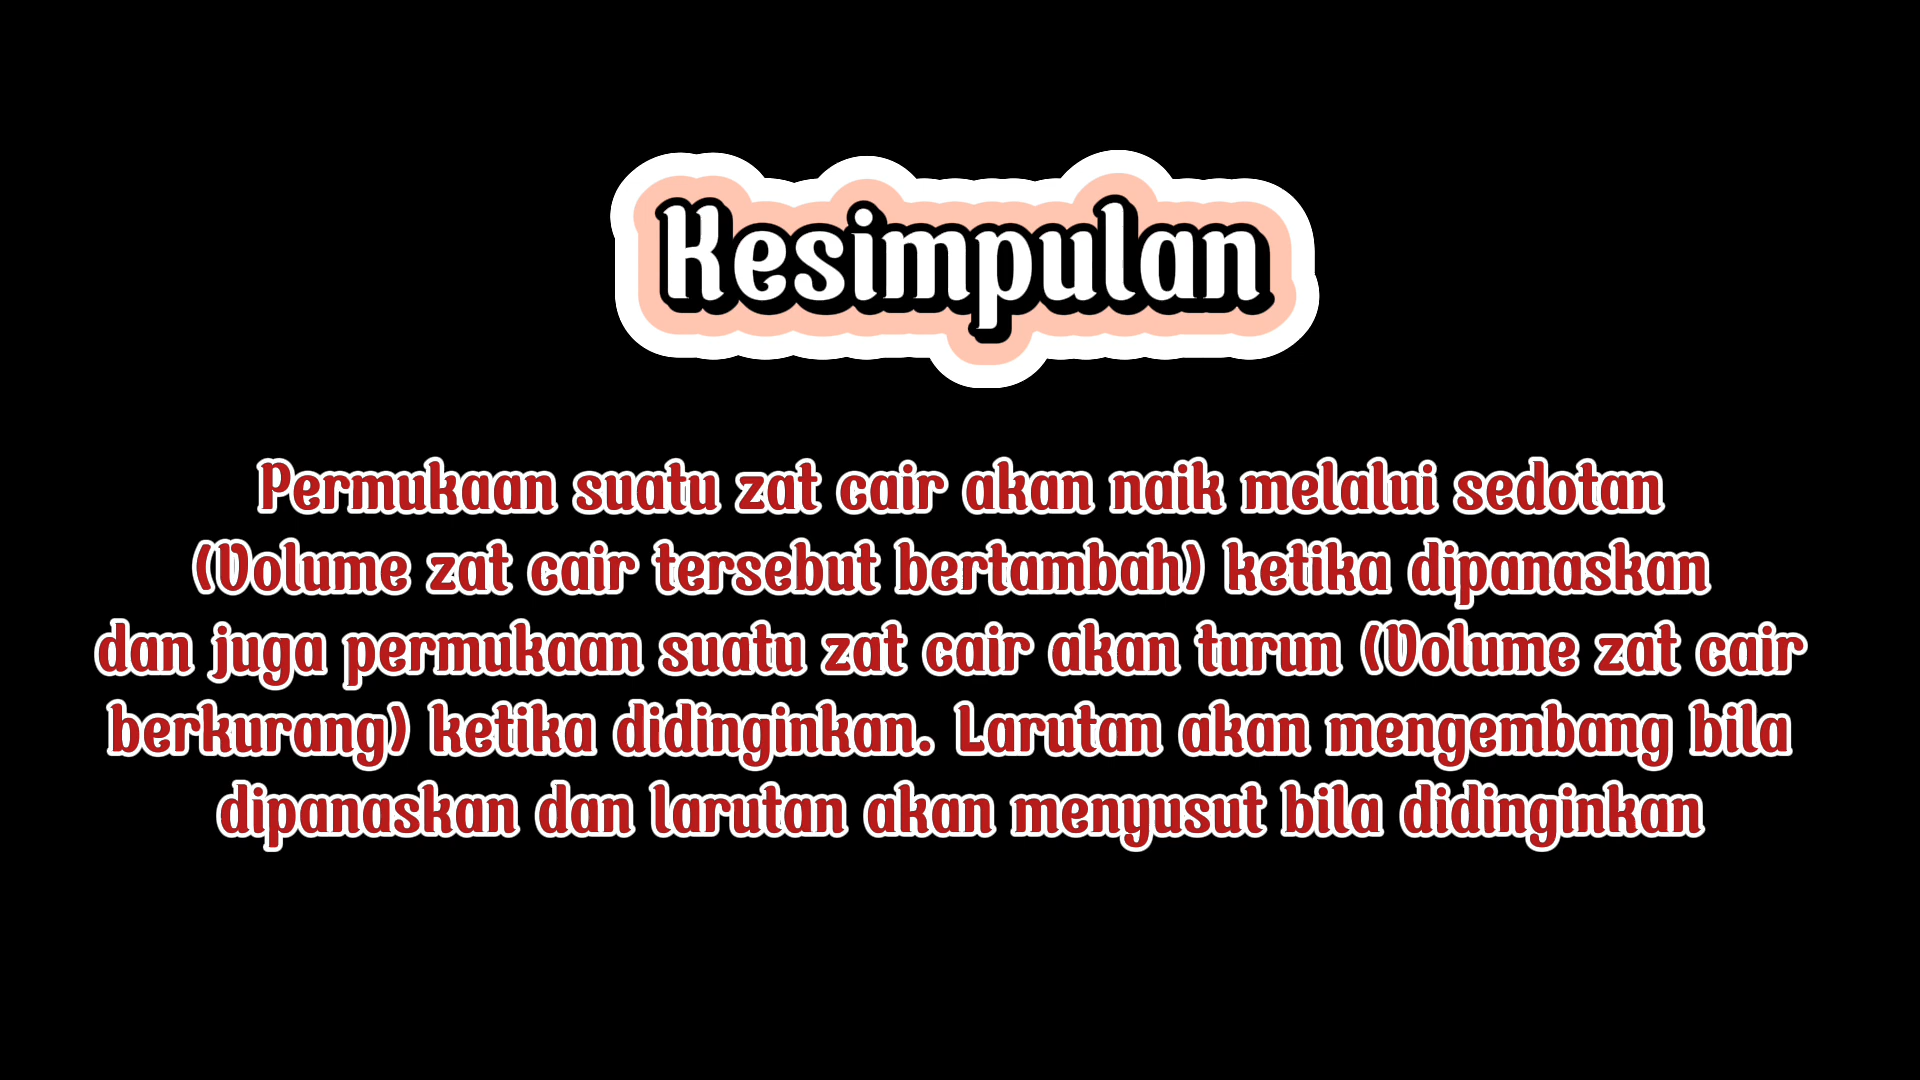 Kesimpulan
Permukaan suatu zat cair akan naik melalui sedotan
(Volume zat cair tersebut bertambah) ketika dipanaskan
dan juga permukaan suatu zat cair akan turun (Volume zat cair
berkurang) ketika didinginkan. Larutan akan mengembang bila
dipanaskan dan larutan akan menyusut bila didinginkan